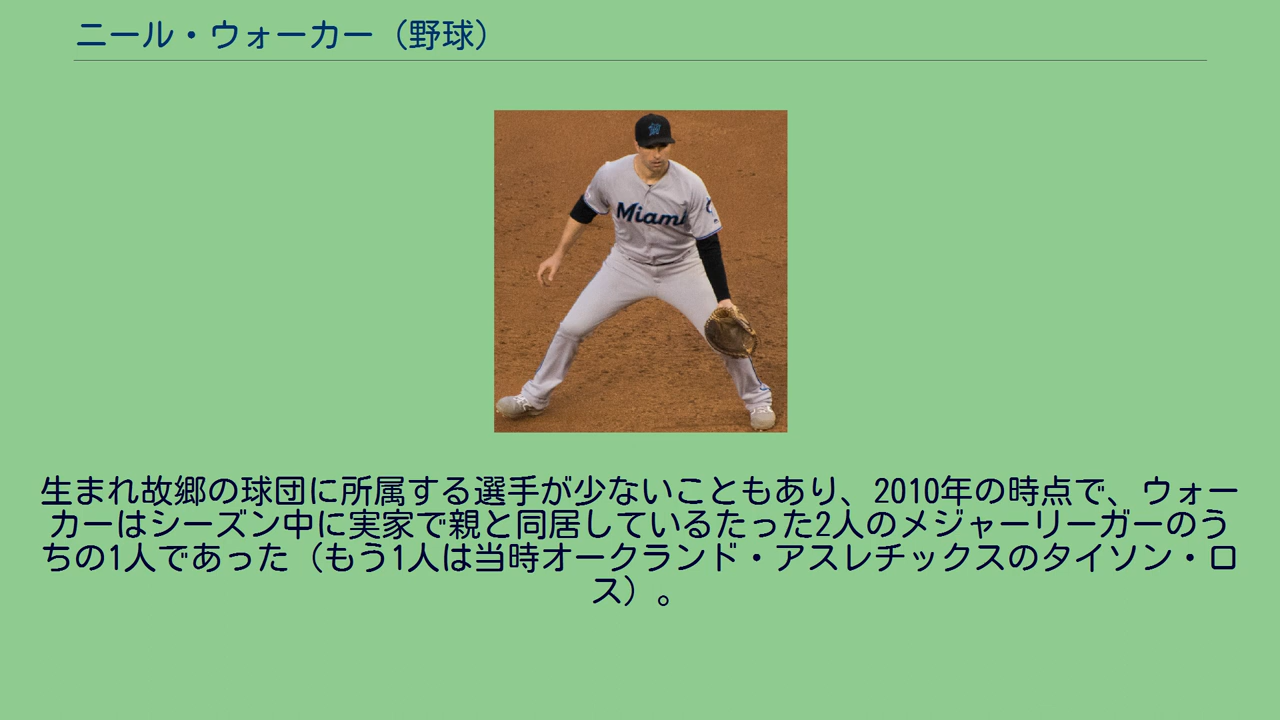 ニール・ウォーカー（野球）
Miami
生まれ故郷の球団に所属する選手が少ないこともあり、2010年の時点で、ウォー
カーはシーズン中に実家で親と同居しているたった2人のメジャーリーガーのう
ちの1人であった（もう1人は当時オークランド・アスレチックスのタイソン・ロ
ス）。